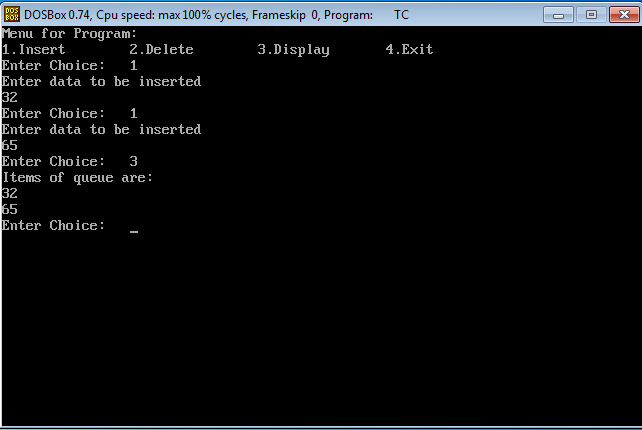 DOS BOX DOSBox 0.74, Cpu speed: max 100% cycles, Frameskip 0, Program: TC
Menu for Program:
1.Insert 2.Delete 3.Display 4.Exit
Enter Choice: 1
Enter data to be inserted
32
Enter Choice: 1
Enter data to be inserted
65
Enter Choice: 3
Items of queue are:
32
65
Enter Choice: _